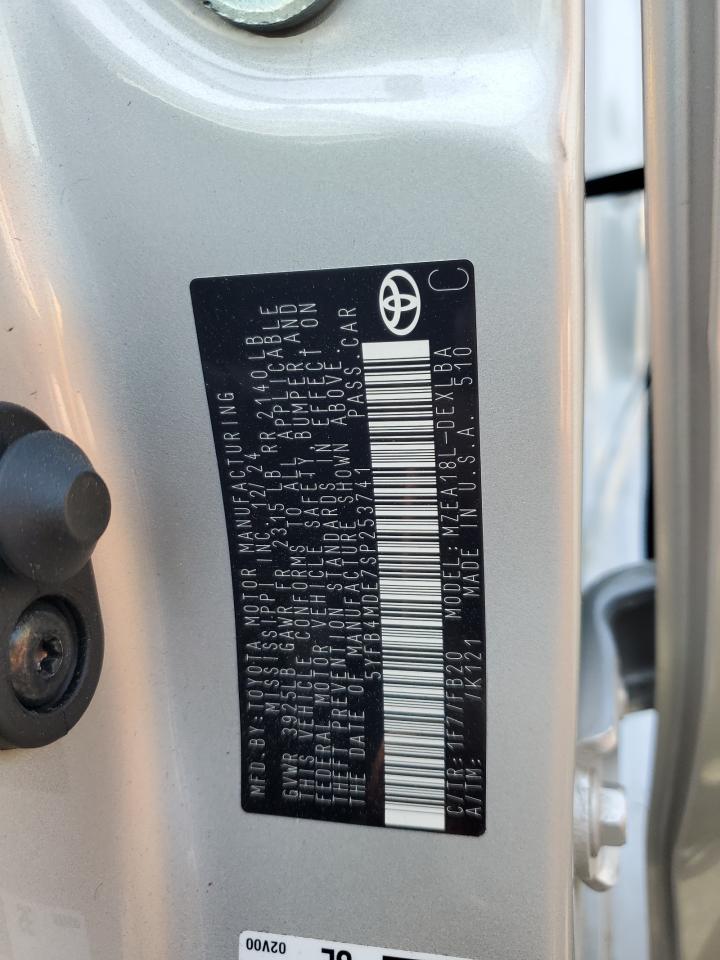 MFD.BY:TOYOTA MOTOR MANUFACTURING
MISSISSIPPI INC.12/24
GVWR 3925LB GAWR FR 2315 LB RR 2140LB
THIS VEHICLE CONFORMS TO ALL APPLICABLE
FEDERAL MOTOR VEHICLE SAFETY BUMPER AND
THEFT PREVENTION STANDARDS IN EFFECT ON
THE DATE OF MANUFACTURE SHOWN ABOVE.
5YFB4MDE7SP253741 PASS.CAR
C/TR:1F7/FB20 MODEL:MZEA18L-DEXLBA
A/TM: /K121 MADE IN U.S.A. 510
C
02V00